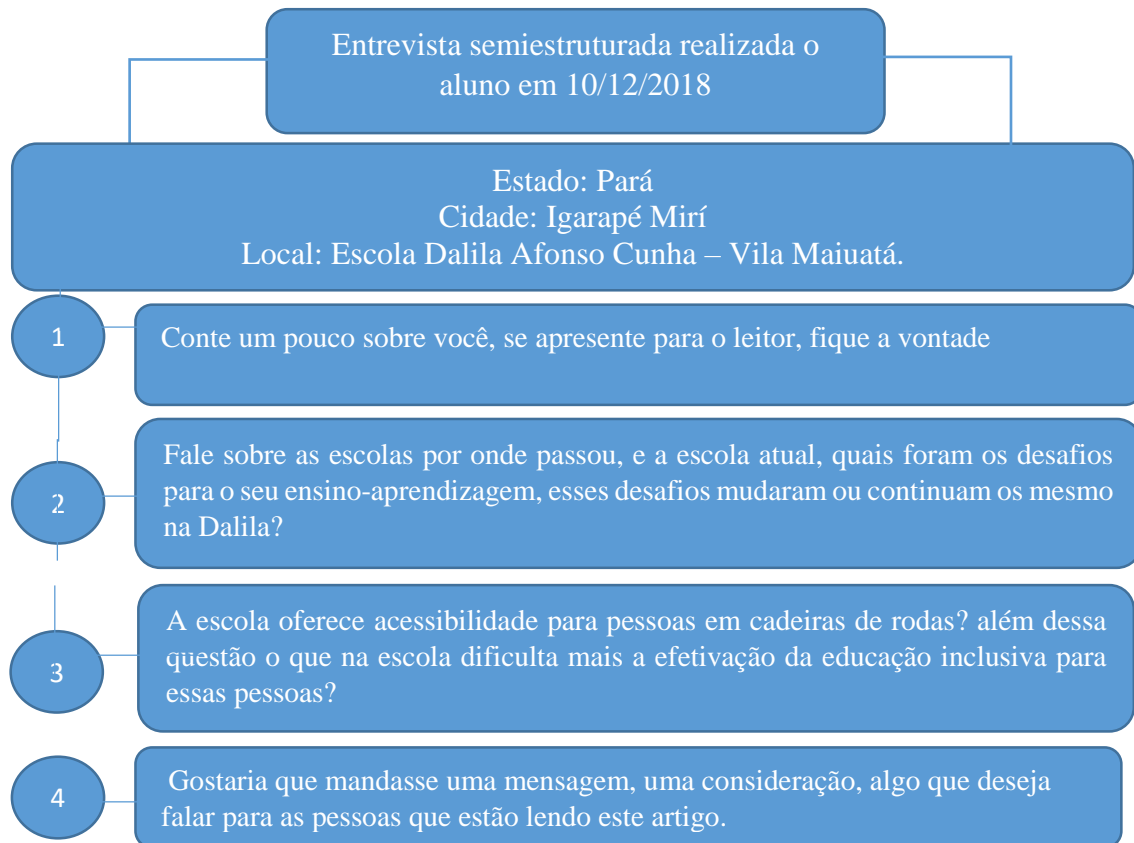 Entrevista semiestruturada realizada o
aluno em 10/12/2018
Estado: Pará
Cidade: Igarapé Mirí
Local: Escola Dalila Afonso Cunha – Vila Maiuatá.
1
Conte um pouco sobre você, se apresente para o leitor, fique a vontade
2
Fale sobre as escolas por onde passou, e a escola atual, quais foram os desafios
para o seu ensino-aprendizagem, esses desafios mudaram ou continuam os mesmo
na Dalila?
3
A escola oferece acessibilidade para pessoas em cadeiras de rodas? além dessa
questão o que na escola dificulta mais a efetivação da educação inclusiva para
essas pessoas?
4
Gostaria que mandasse uma mensagem, uma consideração, algo que deseja
falar para as pessoas que estão lendo este artigo.